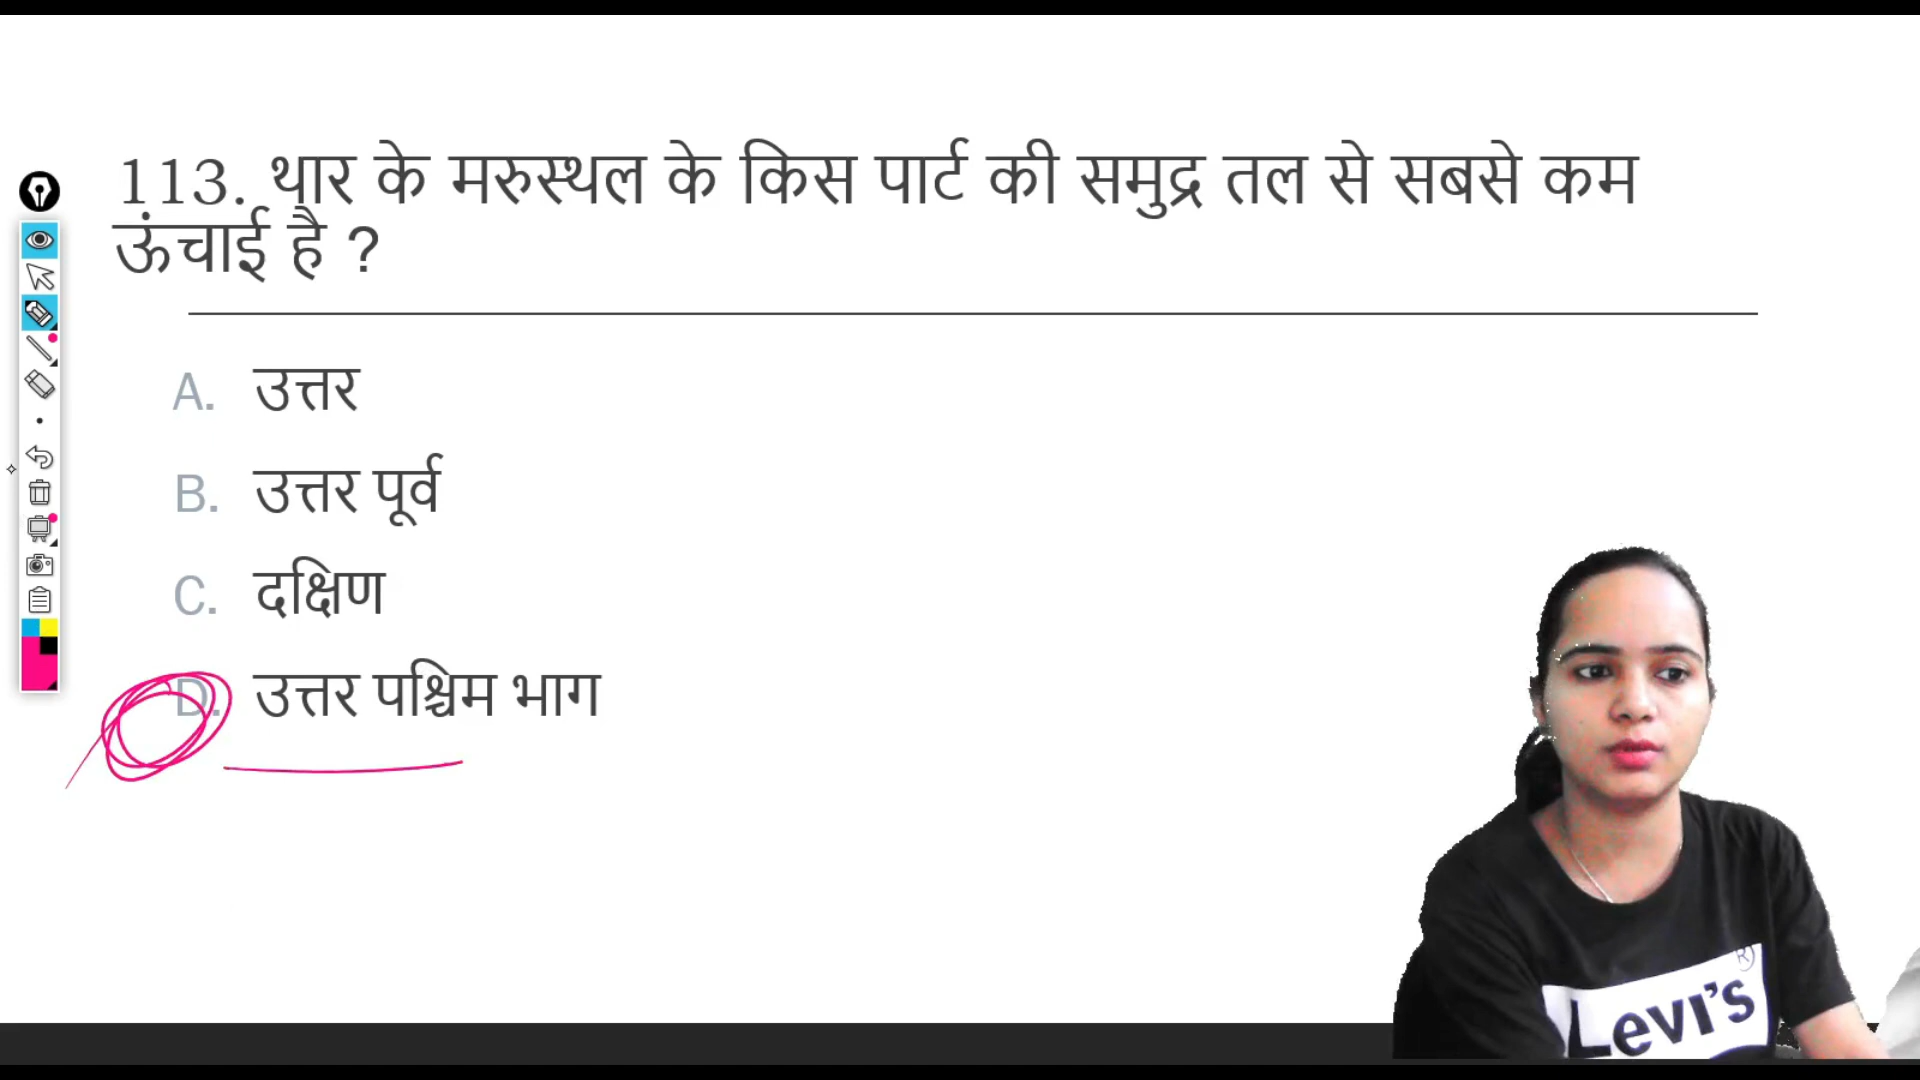 113. थार के मरुस्थल के किस पार्ट की समुद्र तल से सबसे कम
ऊंचाई है ?
A. उत्तर
B. उत्तर पूर्व
C. दक्षिण
D. उत्तर पश्चिम भाग
Levi's®